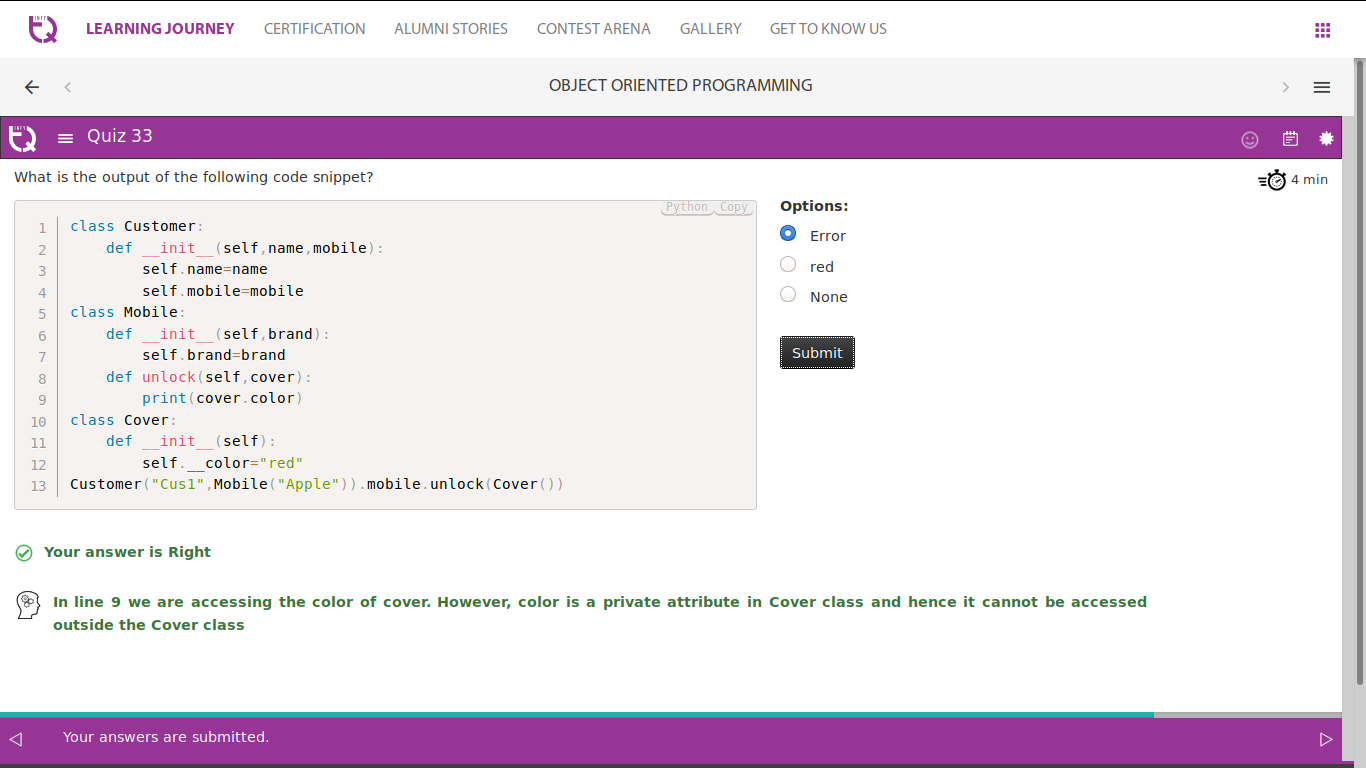 LEARNING JOURNEY CERTIFICATION ALUMNI STORIES CONTEST ARENA GALLERY GET TO KNOW US
OBJECT ORIENTED PROGRAMMING
Quiz 33
What is the output of the following code snippet?
4 min
Python Copy
1 class Customer:
2     def __init__(self,name,mobile):
3         self.name=name
4         self.mobile=mobile
5 class Mobile:
6     def __init__(self,brand):
7         self.brand=brand
8     def unlock(self,cover):
9         print(cover.color)
10 class Cover:
11     def __init__(self):
12         self.__color="red"
13 Customer("Cus1",Mobile("Apple")).mobile.unlock(Cover())
Options:
Error
red
None
Submit
Your answer is Right
In line 9 we are accessing the color of cover. However, color is a private attribute in Cover class and hence it cannot be accessed
outside the Cover class
Your answers are submitted.